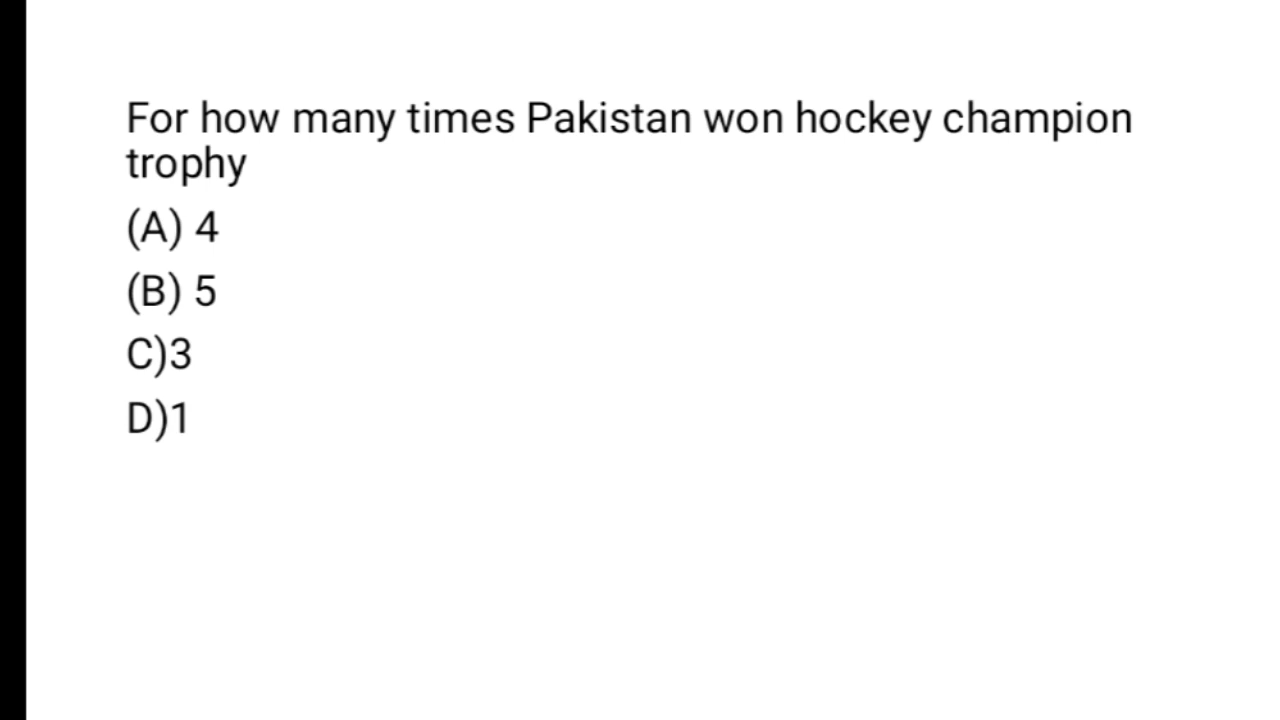 For how many times Pakistan won hockey champion
trophy
(A) 4
(B) 5
C)3
D)1